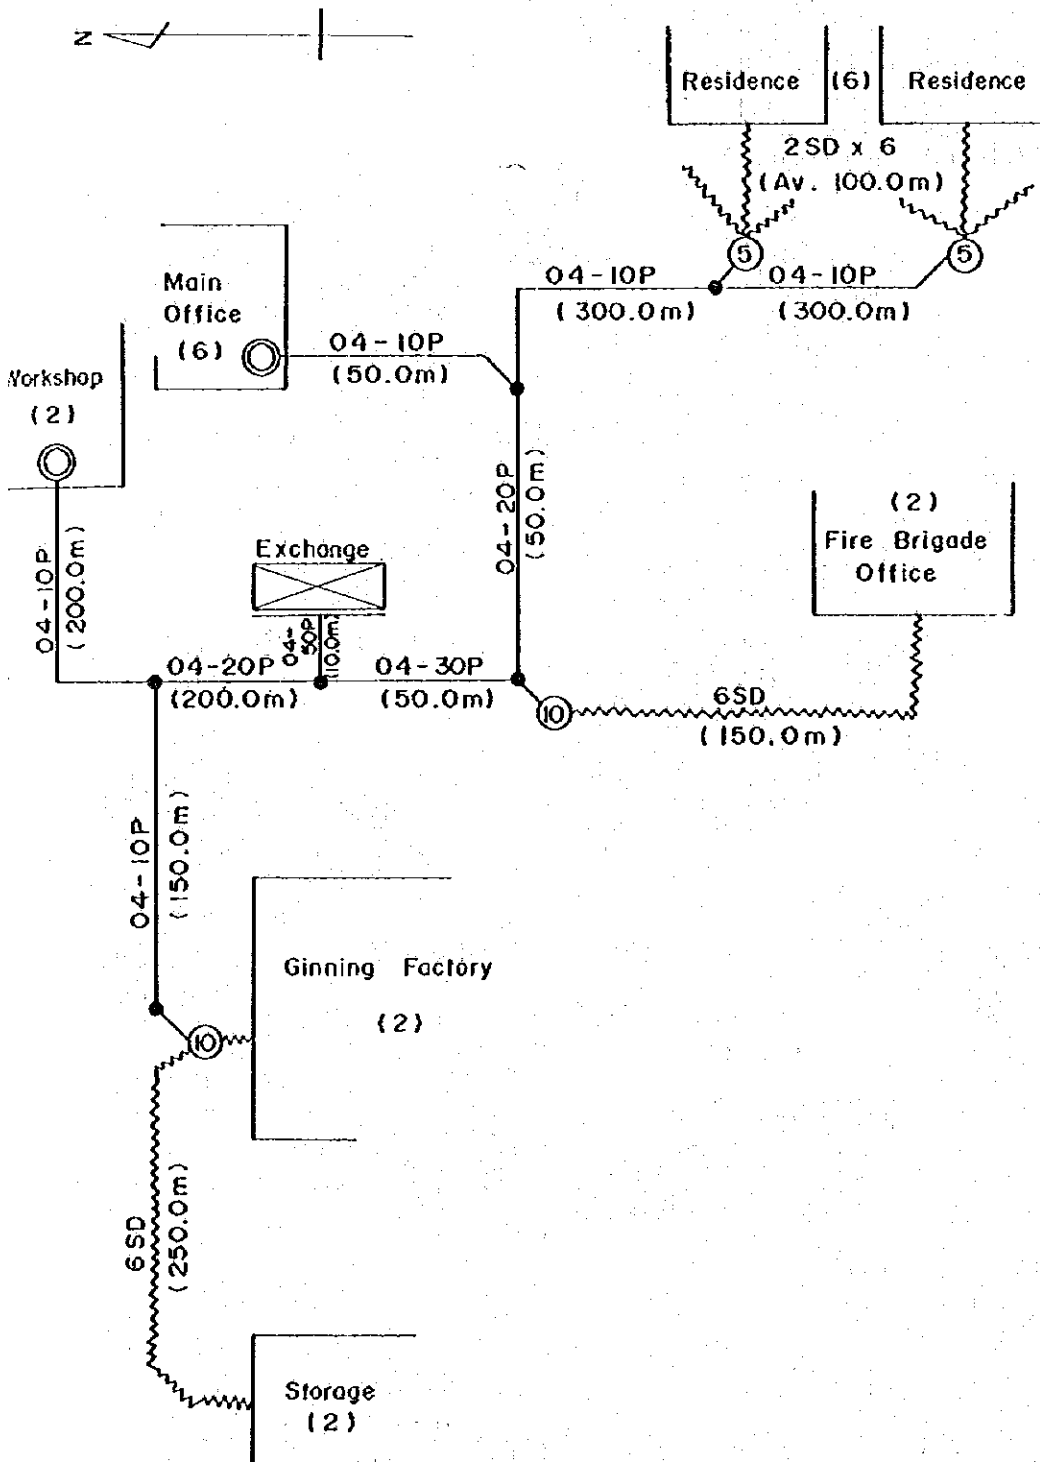 N
Residence (6) Residence
2SD x 6
(Av. 100.0m)
5
5
04-10P
(300.0m)
04-10P
(300.0m)
Main
Office
(6)
04-10P
(50.0m)
Workshop
(2)
04-10P
(200.0m)
04-20P
(50.0m)
(2)
Fire Brigade
Office
Exchange
04-
50P
(10.0m)
04-20P
(200.0m)
04-30P
(50.0m)
10
6SD
(150.0m)
04-10P
(150.0m)
Ginning Factory
(2)
10
6SD
(250.0m)
Storage
(2)